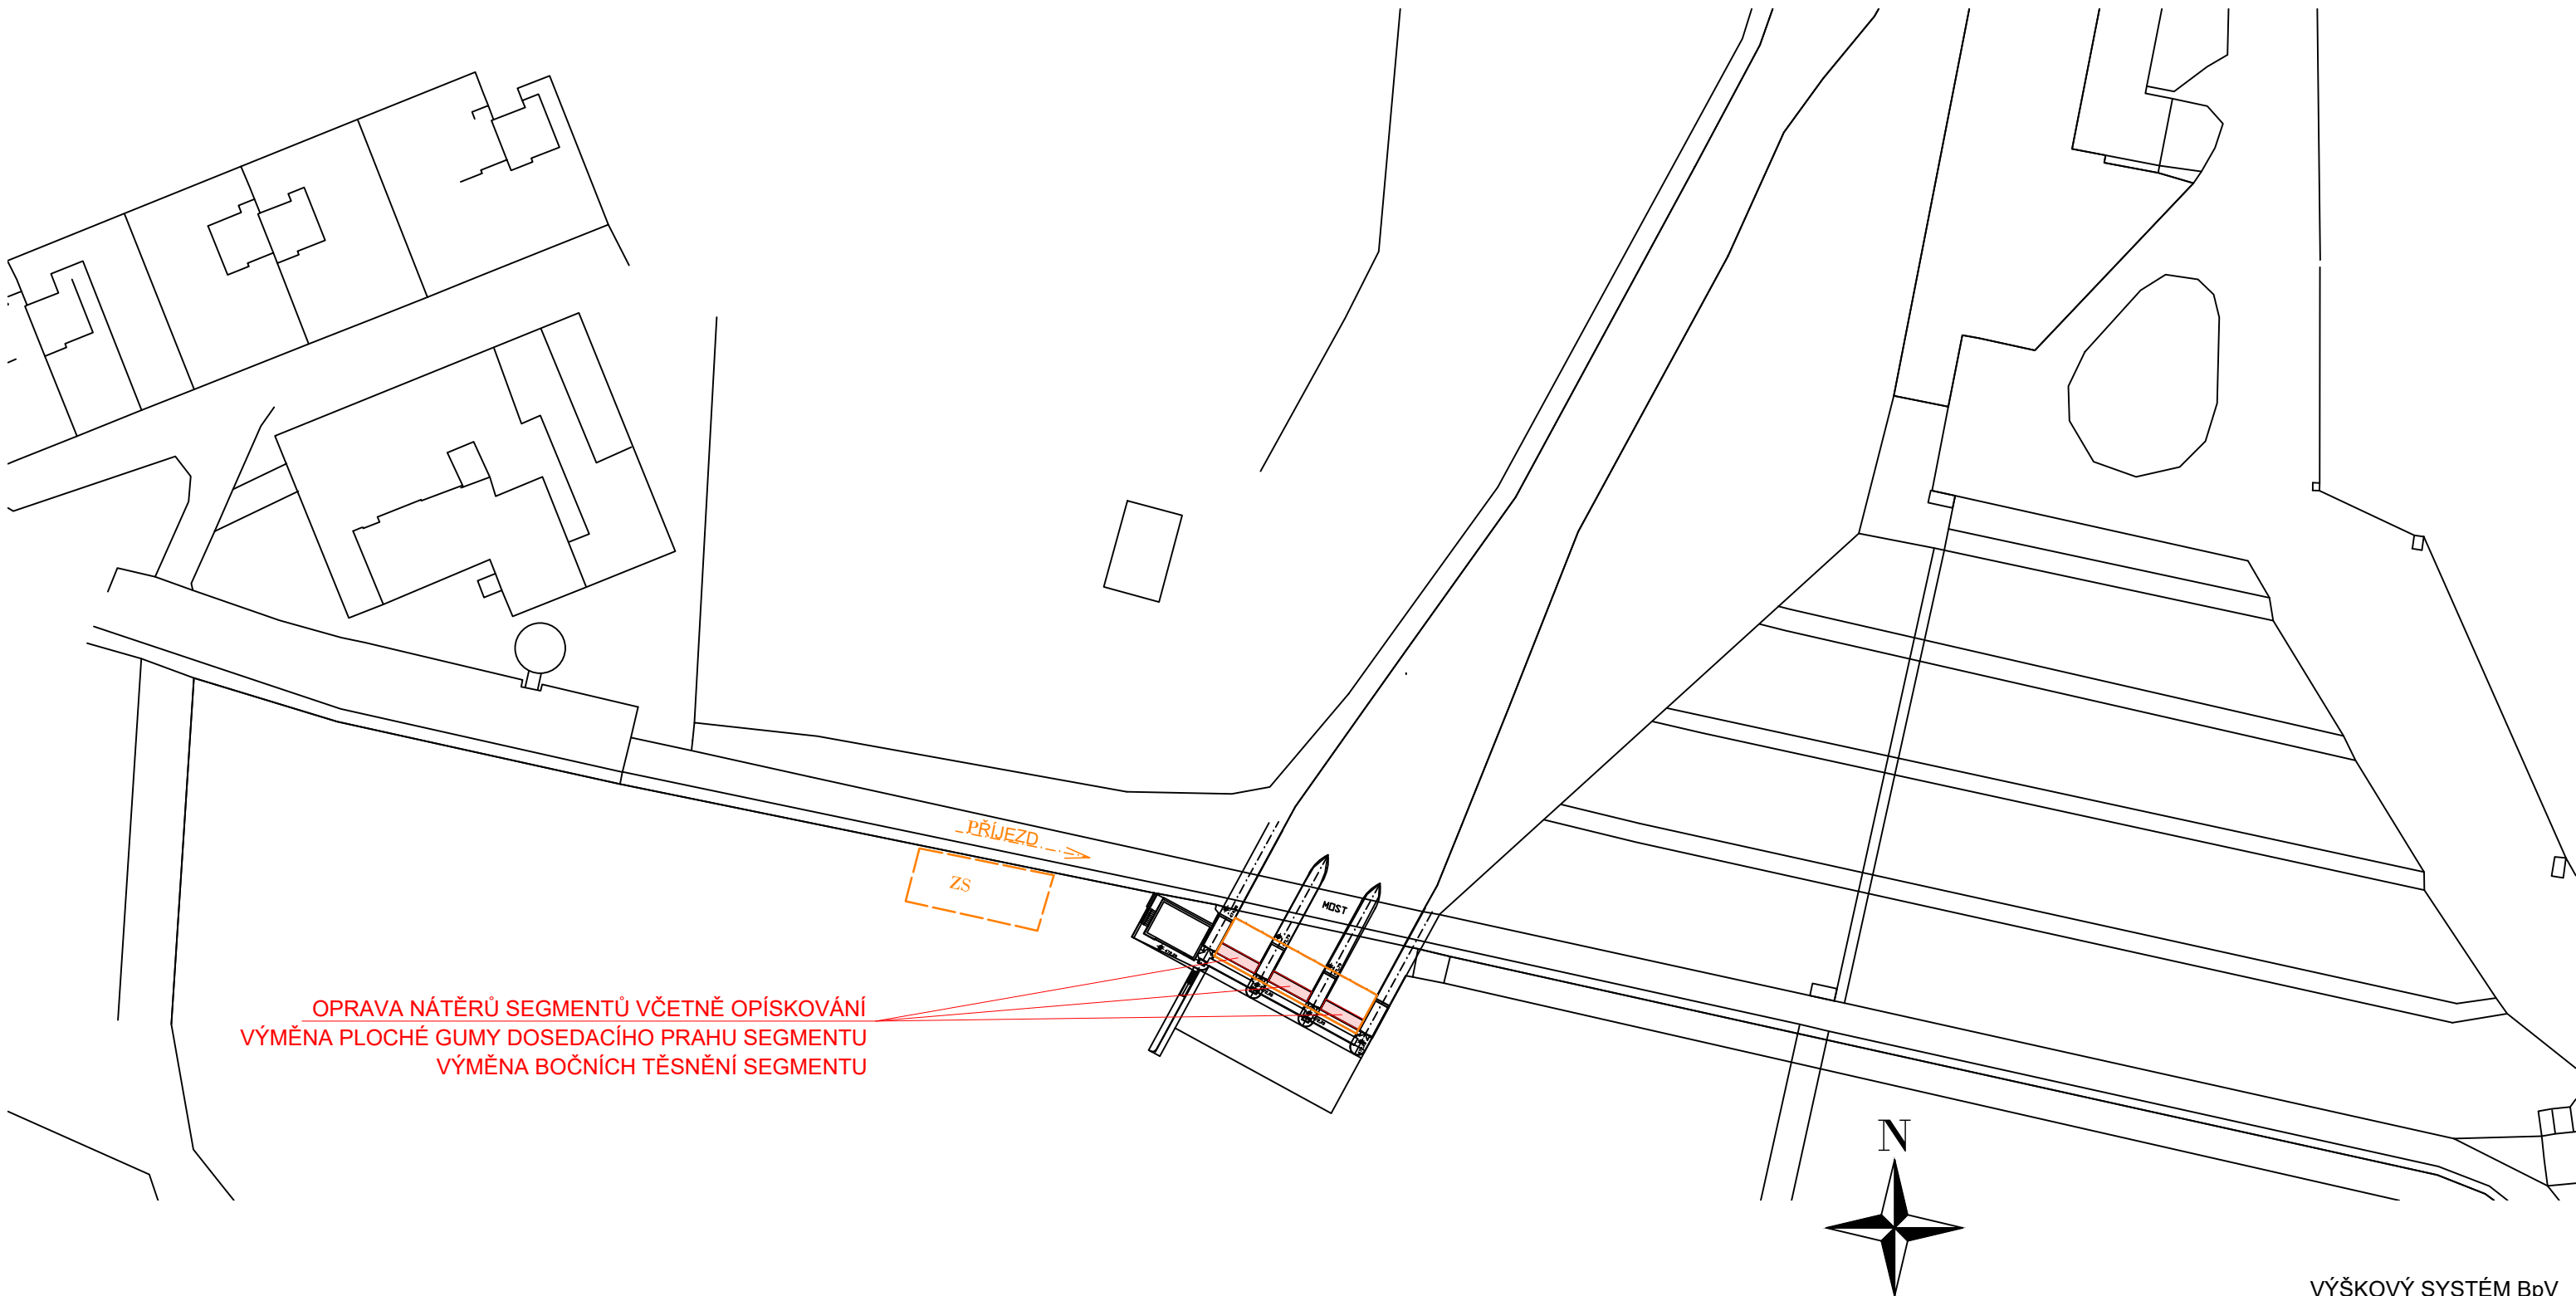 PŘÍJEZD
ZS
MOST
OPRAVA NÁTĚRŮ SEGMENTŮ VČETNĚ OPÍSKOVÁNÍ
VÝMĚNA PLOCHÉ GUMY DOSEDACÍHO PRAHU SEGMENTU
VÝMĚNA BOČNÍCH TĚSNĚNÍ SEGMENTU
N
VÝŠKOVÝ SYSTÉM BpV